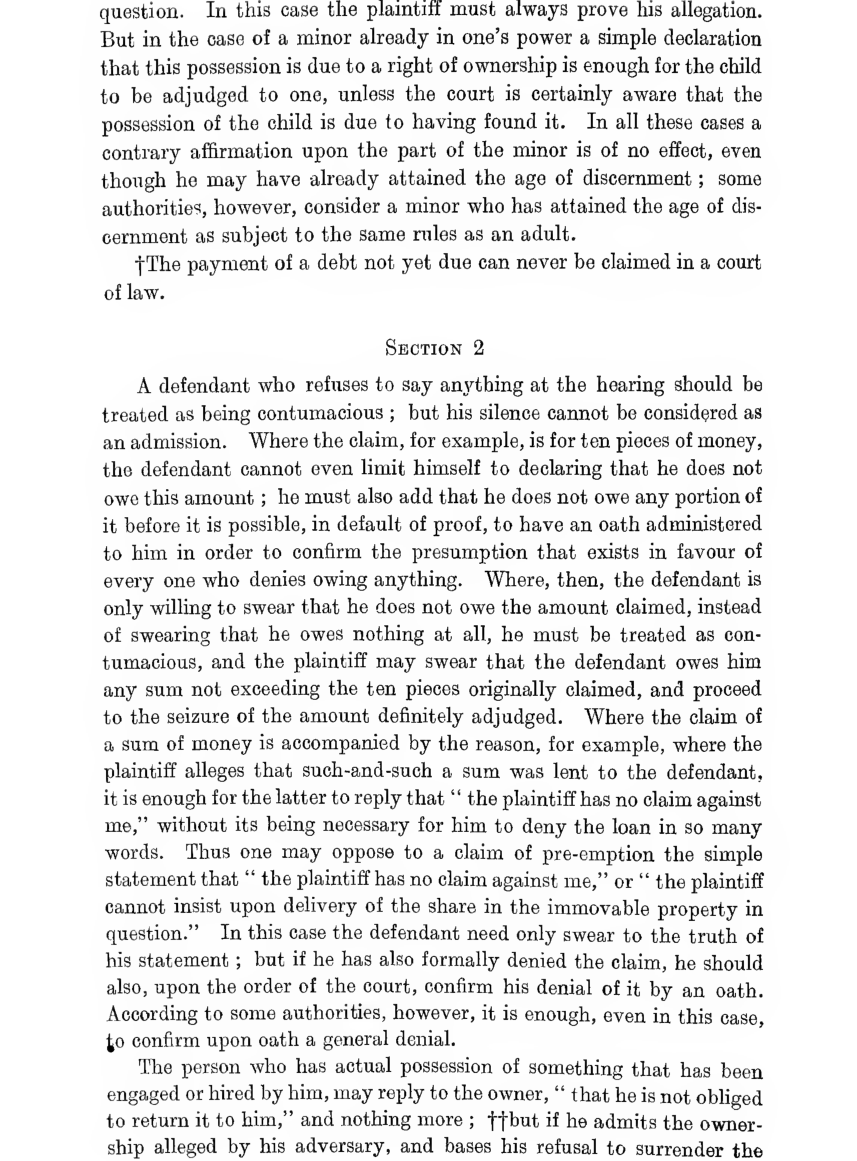 question. In this case the plaintiff must always prove his allegation.
But in the case of a minor already in one's power a simple declaration
that this possession is due to a right of ownership is enough for the child
to be adjudged to one, unless the court is certainly aware that the
possession of the child is due to having found it. In all these cases a
contrary affirmation upon the part of the minor is of no effect, even
though he may have already attained the age of discernment ; some
authorities, however, consider a minor who has attained the age of dis-
cernment as subject to the same rules as an adult.
†The payment of a debt not yet due can never be claimed in a court
of law.
SECTION 2
A defendant who refuses to say anything at the hearing should be
treated as being contumacious ; but his silence cannot be considered as
an admission. Where the claim, for example, is for ten pieces of money,
the defendant cannot even limit himself to declaring that he does not
owe this amount ; he must also add that he does not owe any portion of
it before it is possible, in default of proof, to have an oath administered
to him in order to confirm the presumption that exists in favour of
every one who denies owing anything. Where, then, the defendant is
only willing to swear that he does not owe the amount claimed, instead
of swearing that he owes nothing at all, he must be treated as con-
tumacious, and the plaintiff may swear that the defendant owes him
any sum not exceeding the ten pieces originally claimed, and proceed
to the seizure of the amount definitely adjudged. Where the claim of
a sum of money is accompanied by the reason, for example, where the
plaintiff alleges that such-and-such a sum was lent to the defendant,
it is enough for the latter to reply that “ the plaintiff has no claim against
me,” without its being necessary for him to deny the loan in so many
words. Thus one may oppose to a claim of pre-emption the simple
statement that “ the plaintiff has no claim against me,” or “ the plaintiff
cannot insist upon delivery of the share in the immovable property in
question.” In this case the defendant need only swear to the truth of
his statement ; but if he has also formally denied the claim, he should
also, upon the order of the court, confirm his denial of it by an oath.
According to some authorities, however, it is enough, even in this case,
to confirm upon oath a general denial.
The person who has actual possession of something that has been
engaged or hired by him, may reply to the owner, “ that he is not obliged
to return it to him,” and nothing more ; ††but if he admits the owner-
ship alleged by his adversary, and bases his refusal to surrender the